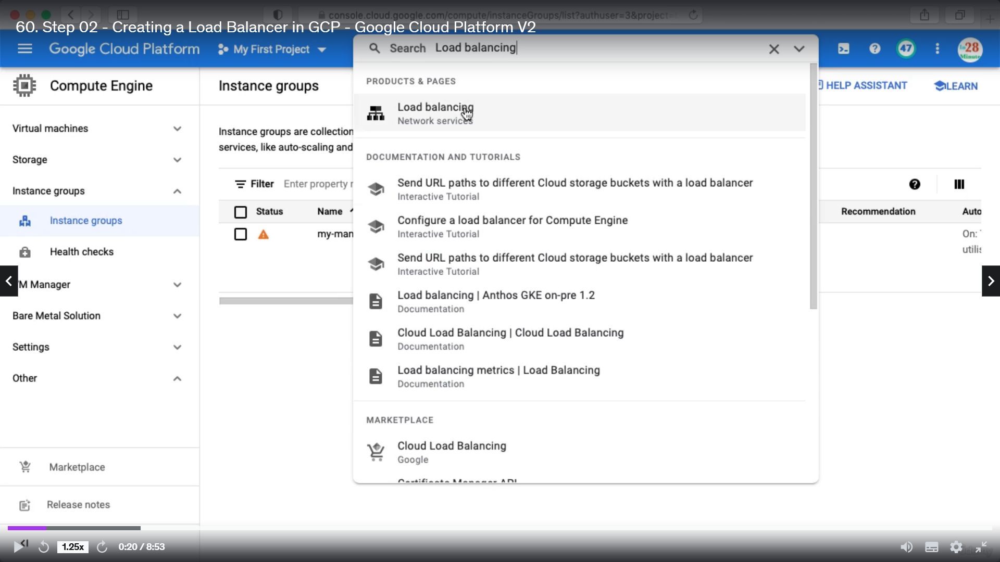 console.cloud.google.com/compute/instanceGroups/list?authuser=3&project=
60. Step 02 - Creating a Load Balancer in GCP - Google Cloud Platform V2
Google Cloud Platform
My First Project
Search Load balancing
47
28
Minute
Compute Engine
Instance groups
HELP ASSISTANT
LEARN
Virtual machines
Storage
Instance groups
Instance groups
Health checks
M Manager
Bare Metal Solution
Settings
Other
Marketplace
Release notes
Instance groups are collection
services, like auto-scaling and
Filter Enter property
Status Name Recommendation Auto
my-man
On:
utilis
PRODUCTS & PAGES
Load balancing
Network services
DOCUMENTATION AND TUTORIALS
Send URL paths to different Cloud storage buckets with a load balancer
Interactive Tutorial
Configure a load balancer for Compute Engine
Interactive Tutorial
Send URL paths to different Cloud storage buckets with a load balancer
Interactive Tutorial
Load balancing | Anthos GKE on-pre 1.2
Documentation
Cloud Load Balancing | Cloud Load Balancing
Documentation
Load balancing metrics | Load Balancing
Documentation
MARKETPLACE
Cloud Load Balancing
Google
Certificate Manager API
1.25x
0:20 / 8:53